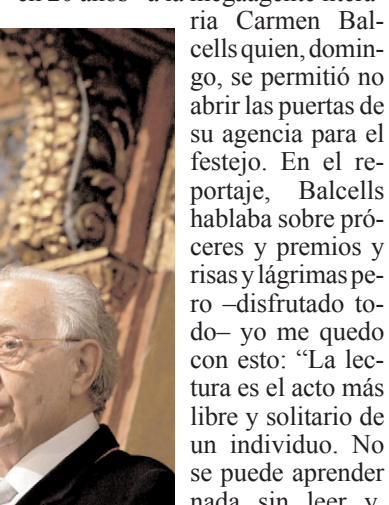 en 20 años– a la megaagente litera-
ria Carmen Bal-
cells quien, domin-
go, se permitió no
abrir las puertas de
su agencia para el
festejo. En el re-
portaje, Balcells
hablaba sobre pró-
ceres y premios y
risas y lágrimas pe-
ro –disfrutado to-
do– yo me quedo
con esto: “La lec-
tura es el acto más
libre y solitario de
un individuo. No
se puede aprender
nada sin leer y